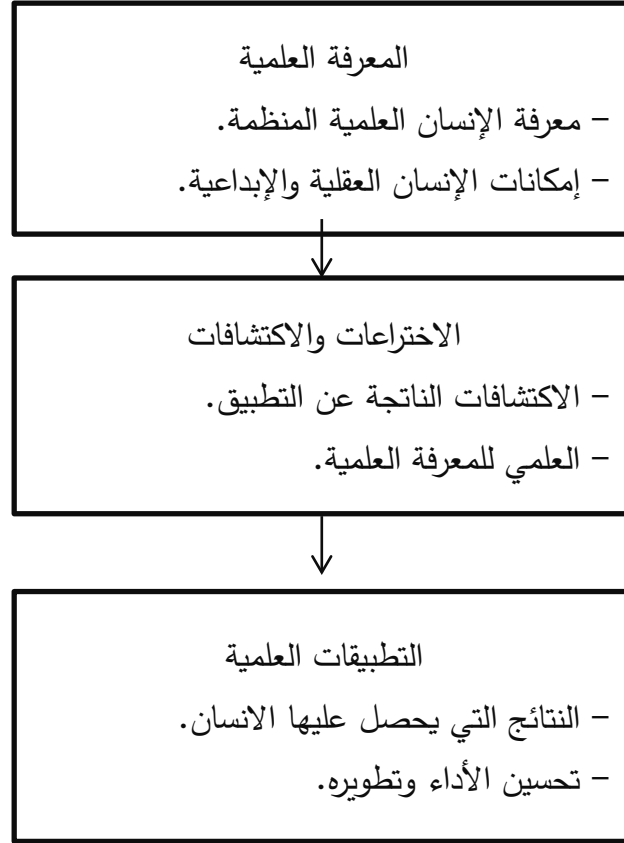 المعرفة العلمية
– معرفة الإنسان العلمية المنظمة.
– إمكانات الإنسان العقلية والإبداعية.
الاختراعات والاكتشافات
– الاكتشافات الناتجة عن التطبيق.
– العلمي للمعرفة العلمية.
التطبيقات العلمية
– النتائج التي يحصل عليها الانسان.
– تحسين الأداء وتطويره.